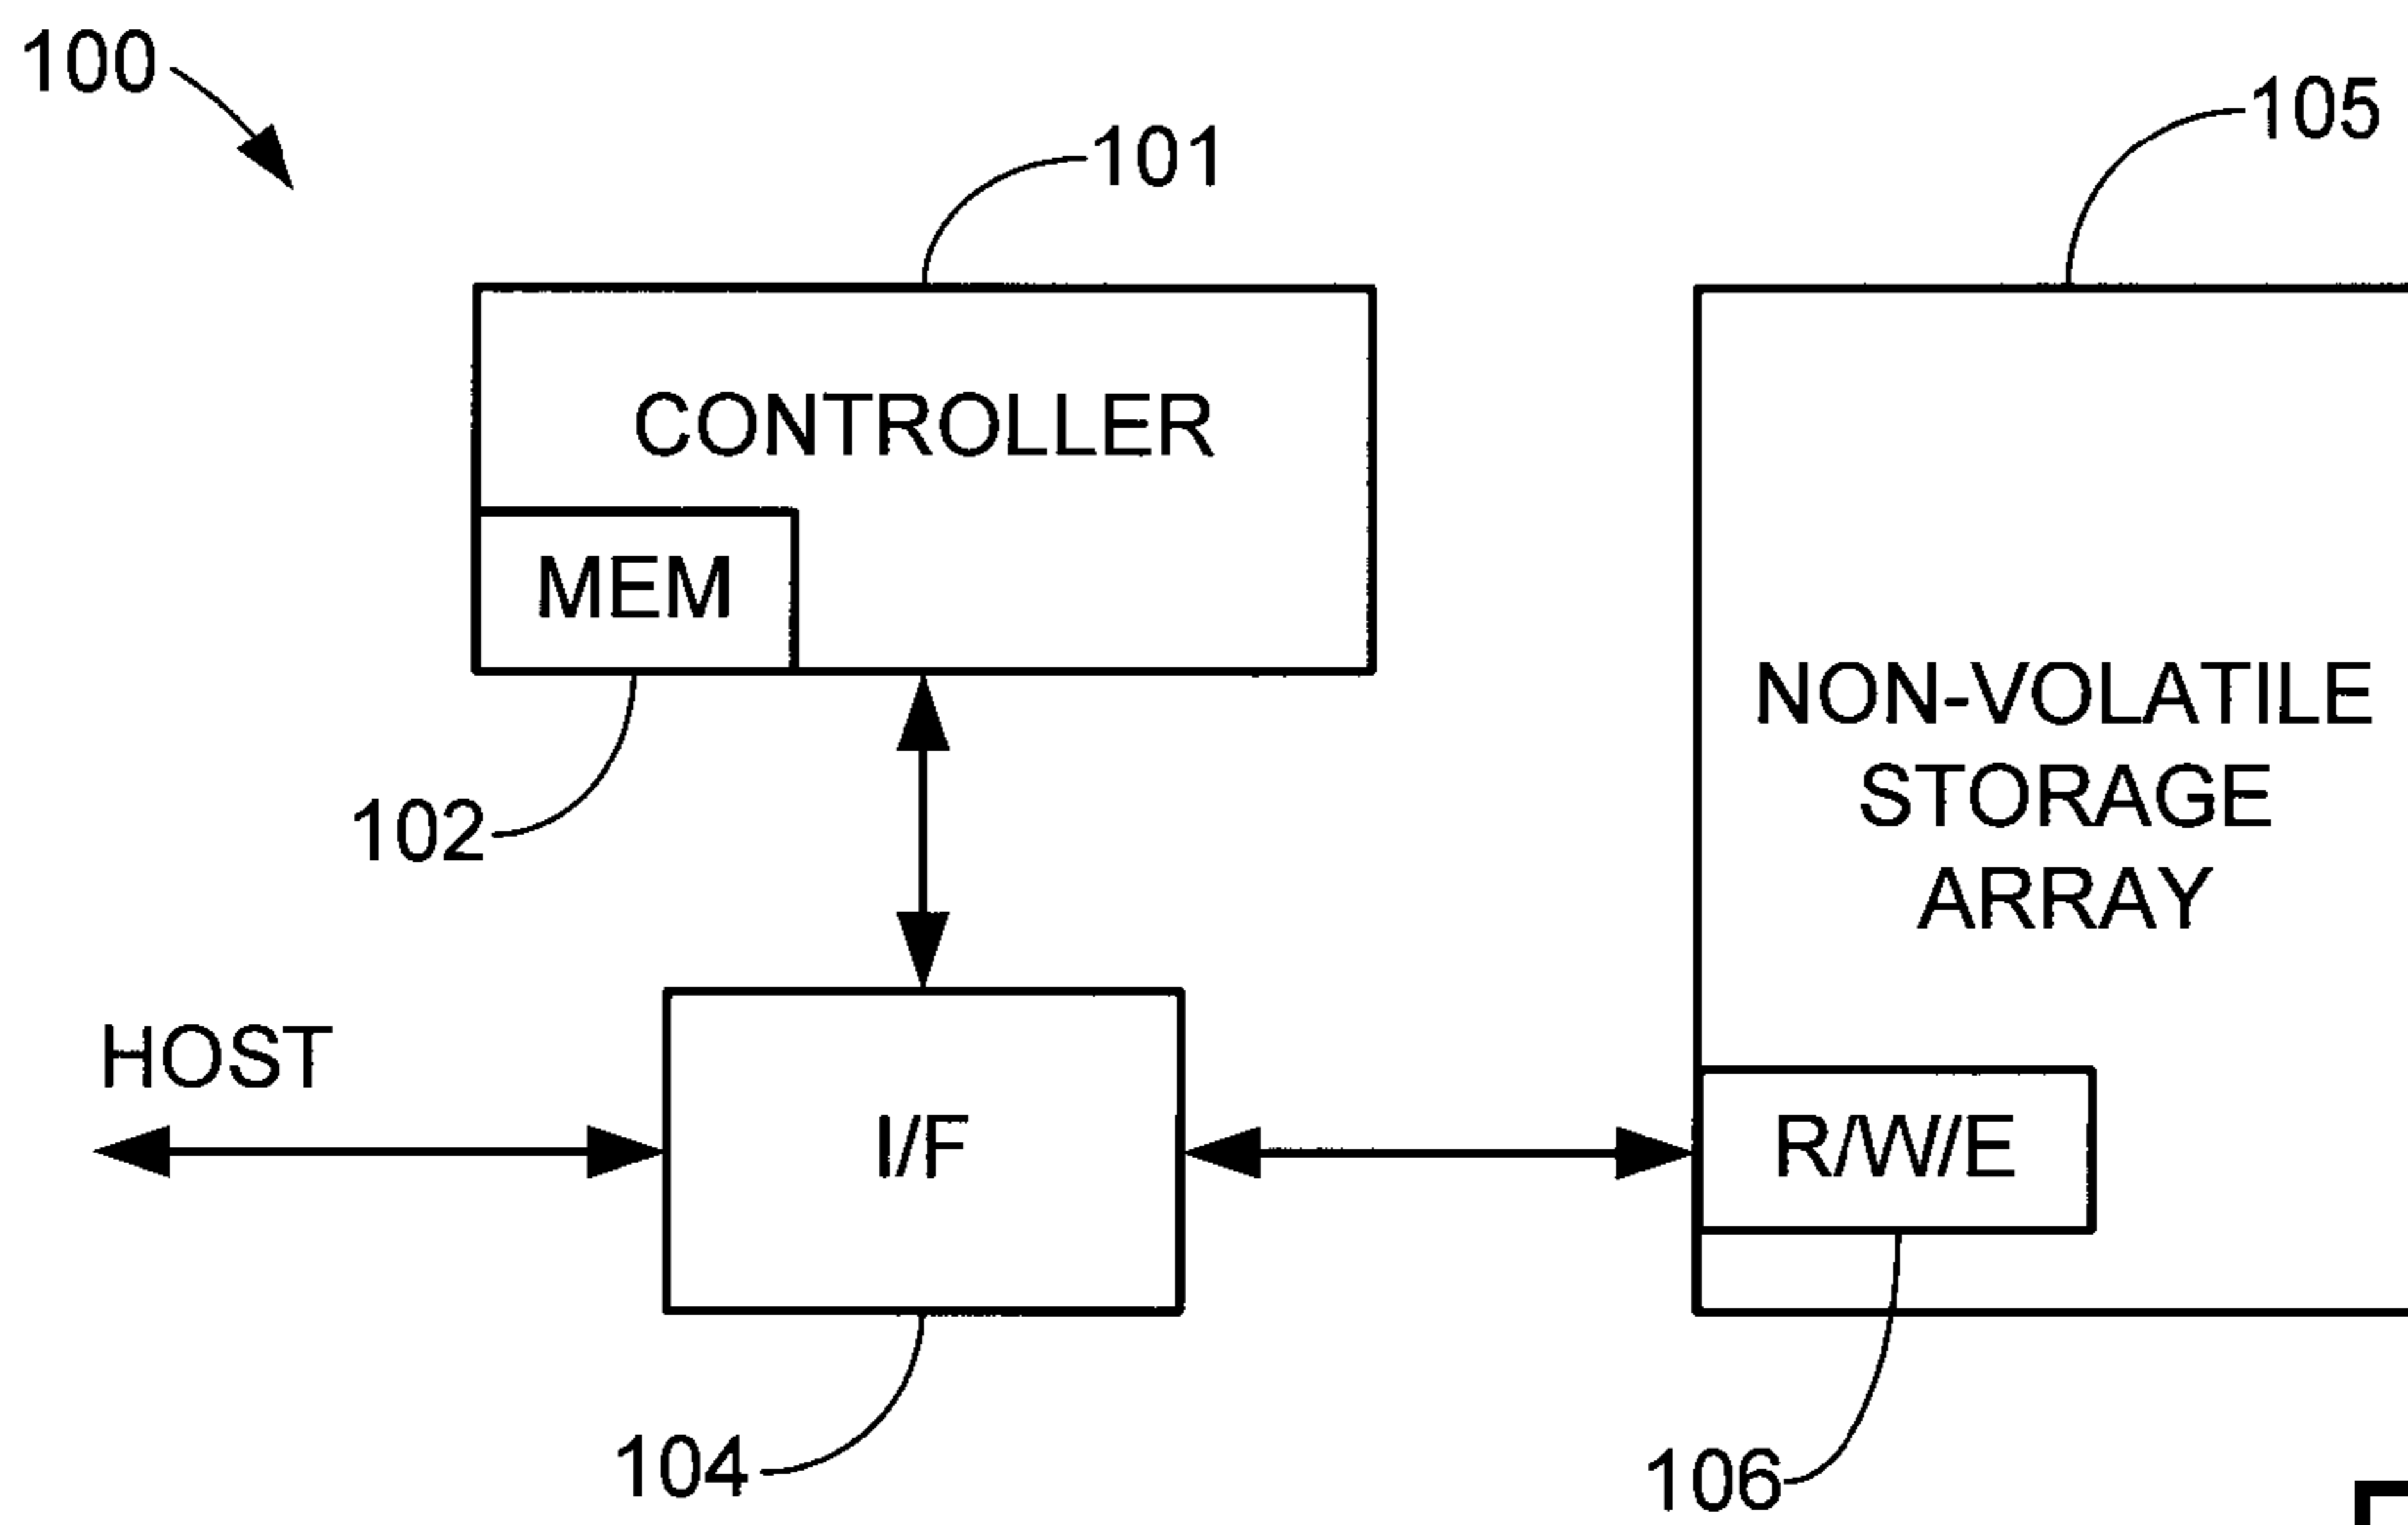 100
101
105
CONTROLLER
MEM
102
NON-VOLATILE
STORAGE
ARRAY
HOST
I/F
R/W/E
104
106